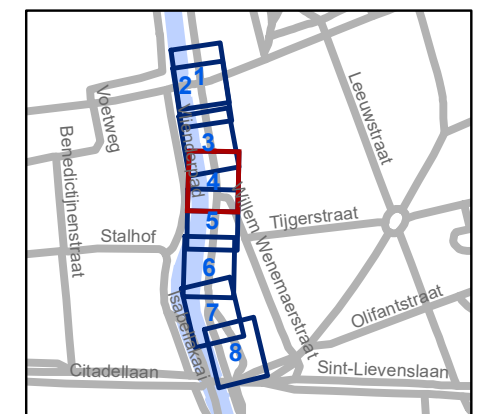 1
2
Leeuwstraat
Voetweg
Vlianderpad
3
Benedictijnenstraat
4
Willem Wenemaerstraat
5
Tijgerstraat
Stalhof
6
Isabellakaai
7
Olifantstraat
8
Citadellaan
Sint-Lievenslaan